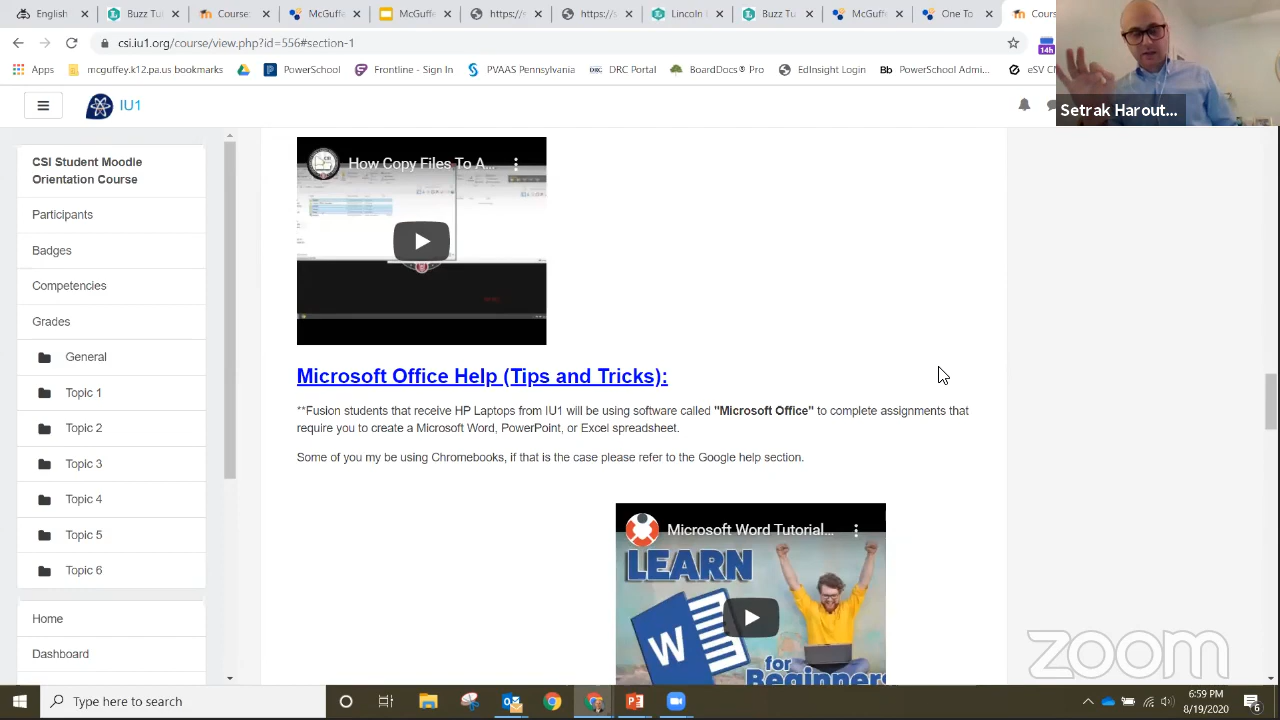 English
Buzz Tu
Setti
https://
Lincoln
Buzz Tu
McGuff
One To
csi.iu1.org/course/view.php?id=556#section-1
14h
Apps
mcguffey.k12.pa.us bookmarks
PowerSchool
Frontline - Sign In
PVAAS Pennsylvania
DRC Portal
BoardDocs® Pro
EdInsight Login
Bb PowerSchool Admi...
eSV
IU1
Setrak Harout...
CSI Student Moodle
Orientation Course
Participants
Badges
Competencies
Grades
General
Topic 1
Topic 2
Topic 3
Topic 4
Topic 5
Topic 6
Home
Dashboard
How Copy Files To A...
Microsoft Office Help (Tips and Tricks):
**Fusion students that receive HP Laptops from IU1 will be using software called "Microsoft Office" to complete assignments that
require you to create a Microsoft Word, PowerPoint, or Excel spreadsheet.
Some of you my be using Chromebooks, if that is the case please refer to the Google help section.
Microsoft Word Tutorial...
LEARN
W
for
Beginners
zoom
Type here to search
6:59 PM
8/19/2020
6